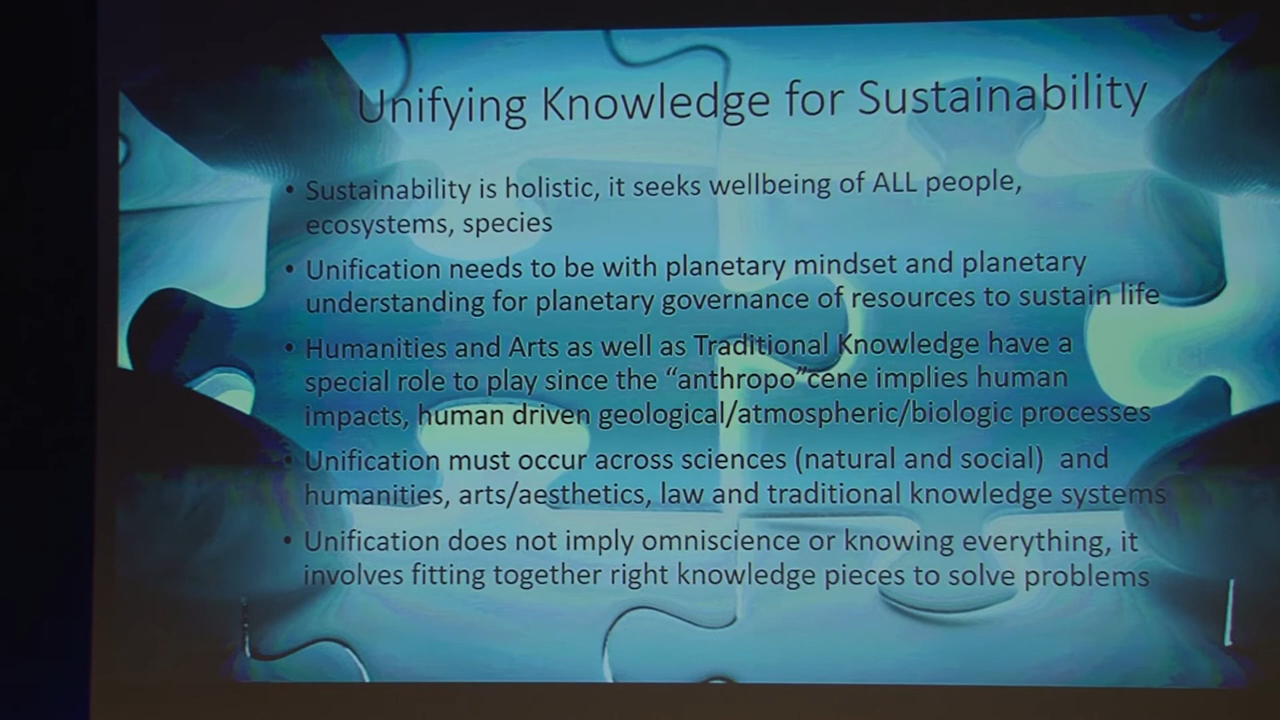 Unifying Knowledge for Sustainability
• Sustainability is holistic, it seeks wellbeing of ALL people,
ecosystems, species
• Unification needs to be with planetary mindset and planetary
understanding for planetary governance of resources to sustain life
• Humanities and Arts as well as Traditional Knowledge have a
special role to play since the “anthropo”cene implies human
impacts, human driven geological/atmospheric/biologic processes
• Unification must occur across sciences (natural and social) and
humanities, arts/aesthetics, law and traditional knowledge systems
• Unification does not imply omniscience or knowing everything, it
involves fitting together right knowledge pieces to solve problems